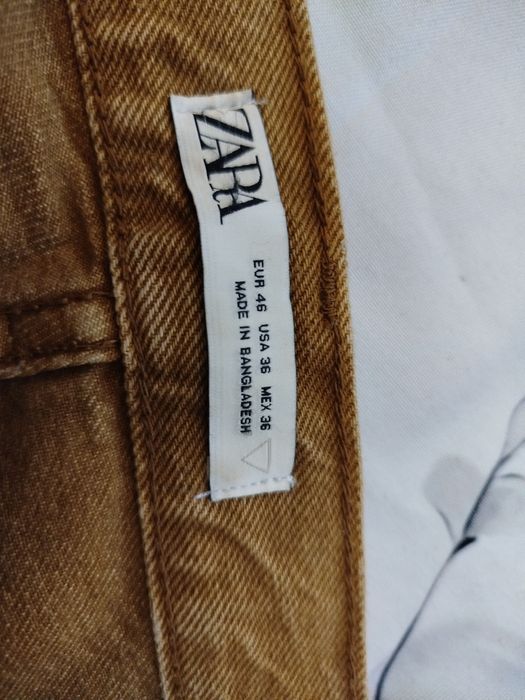 ZARA
EUR 46 USA 36 MEX 36
MADE IN BANGLADESH